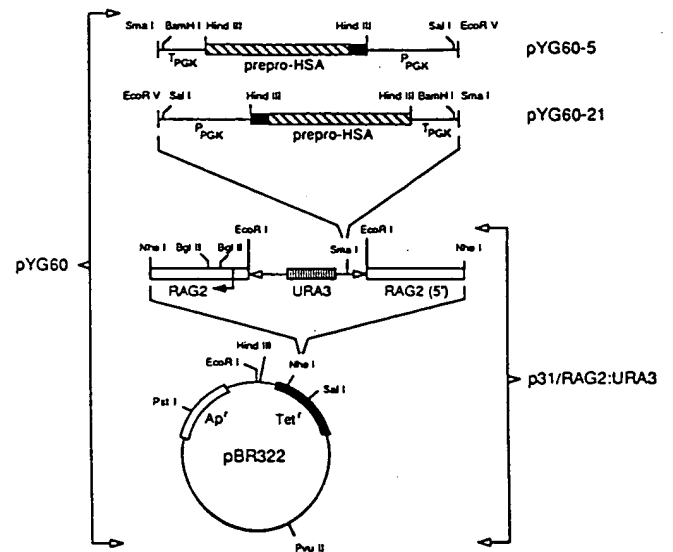 Sma I BamH I Hind III Hind III Sal I EcoR V
T PGK prepro-HSA P PGK
pYG60-5
EcoR V Sal I Hind III Hind III BamH I Sma I
P PGK prepro-HSA T PGK
pYG60-21
EcoR I EcoR I
Nhe I Bgl II Bgl II Sma I Nhe I
pYG60
RAG2 URA3 RAG2 (5')
Hind III
EcoR I Nhe I
Pst I Sal I
Ap r Tet r
pBR322
p31/RAG2:URA3
Pvu II